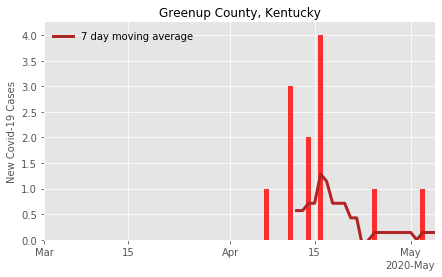 Greenup County, Kentucky
7 day moving average
New Covid-19 Cases
4.0
3.5
3.0
2.5
2.0
1.5
1.0
0.5
0.0
Mar 15 Apr 15 May
2020-May